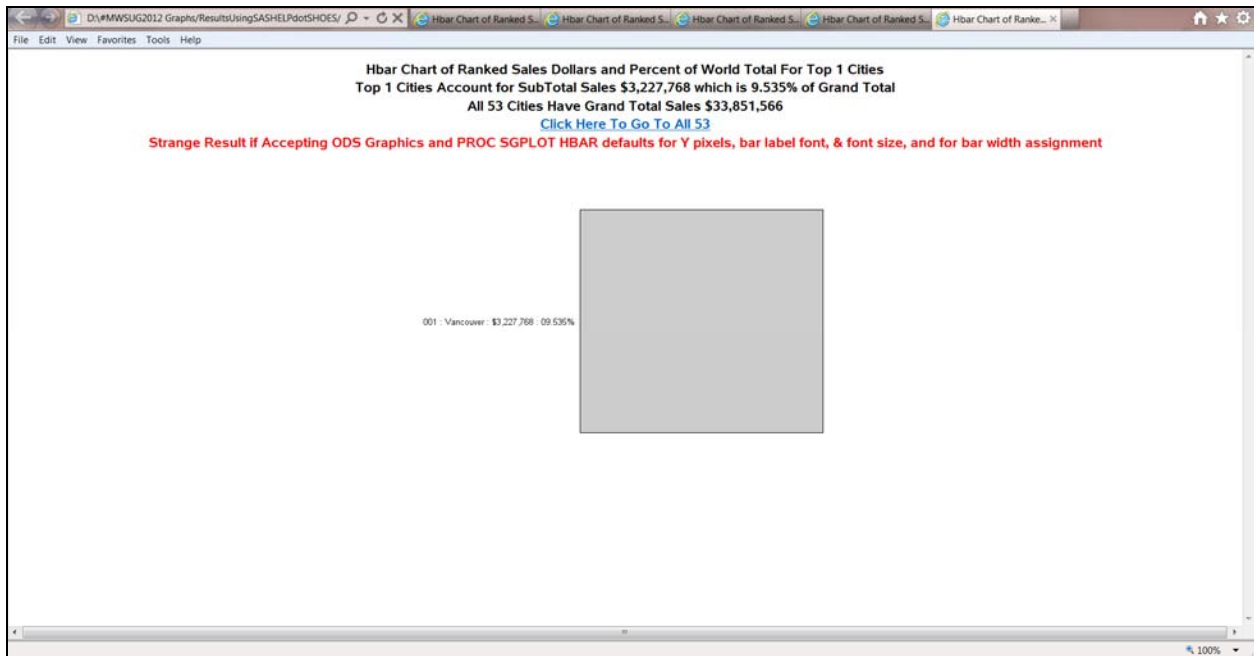 D:\#MWSUG2012 Graphs/ResultsUsingSASHELPdotSHOES/
Hbar Chart of Ranked S...
Hbar Chart of Ranked S...
Hbar Chart of Ranked S...
Hbar Chart of Ranked S...
Hbar Chart of Ranke...
File Edit View Favorites Tools Help
Hbar Chart of Ranked Sales Dollars and Percent of World Total For Top 1 Cities
Top 1 Cities Account for SubTotal Sales $3,227,768 which is 9.535% of Grand Total
All 53 Cities Have Grand Total Sales $33,851,566
Click Here To Go To All 53
Strange Result if Accepting ODS Graphics and PROC SGPLOT HBAR defaults for Y pixels, bar label font, & font size, and for bar width assignment
001 : Vancouver : $3,227,768 : 09.535%
100%